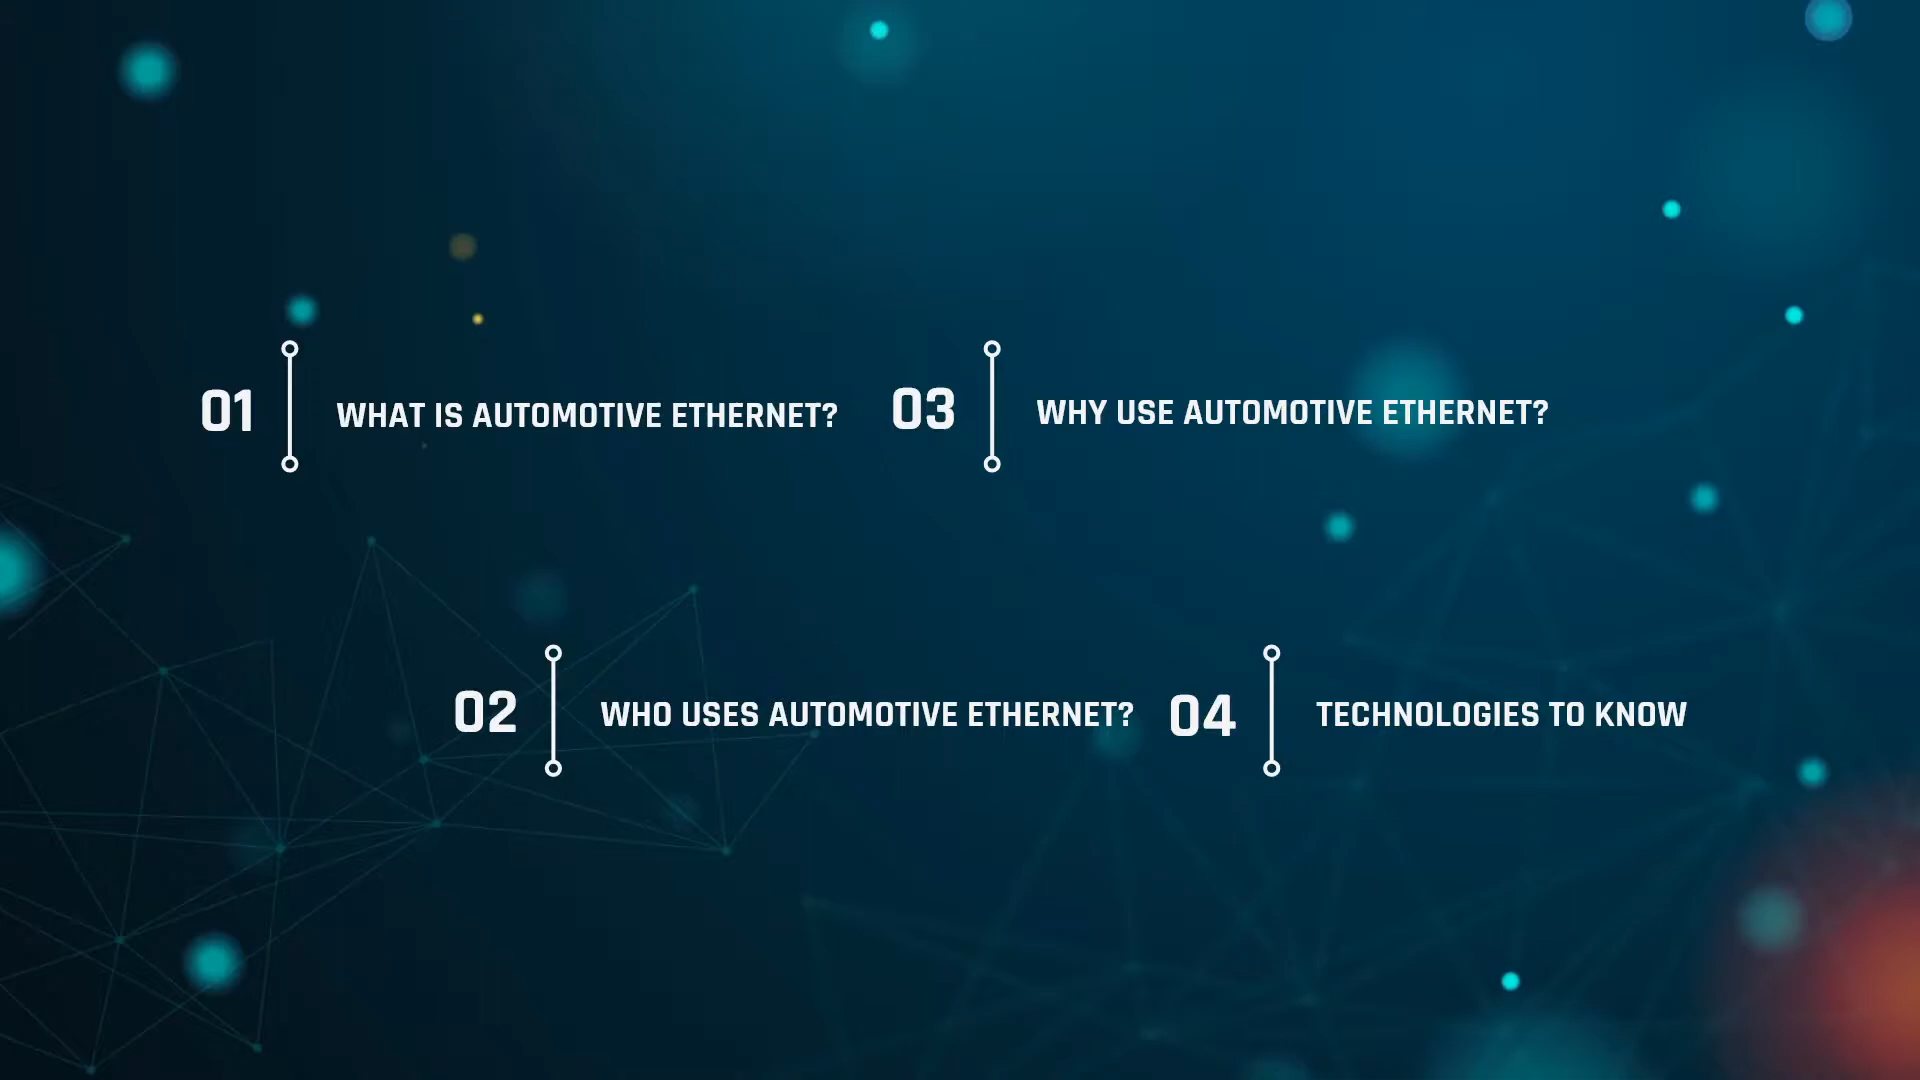 01 WHAT IS AUTOMOTIVE ETHERNET?
02 WHO USES AUTOMOTIVE ETHERNET?
03 WHY USE AUTOMOTIVE ETHERNET?
04 TECHNOLOGIES TO KNOW